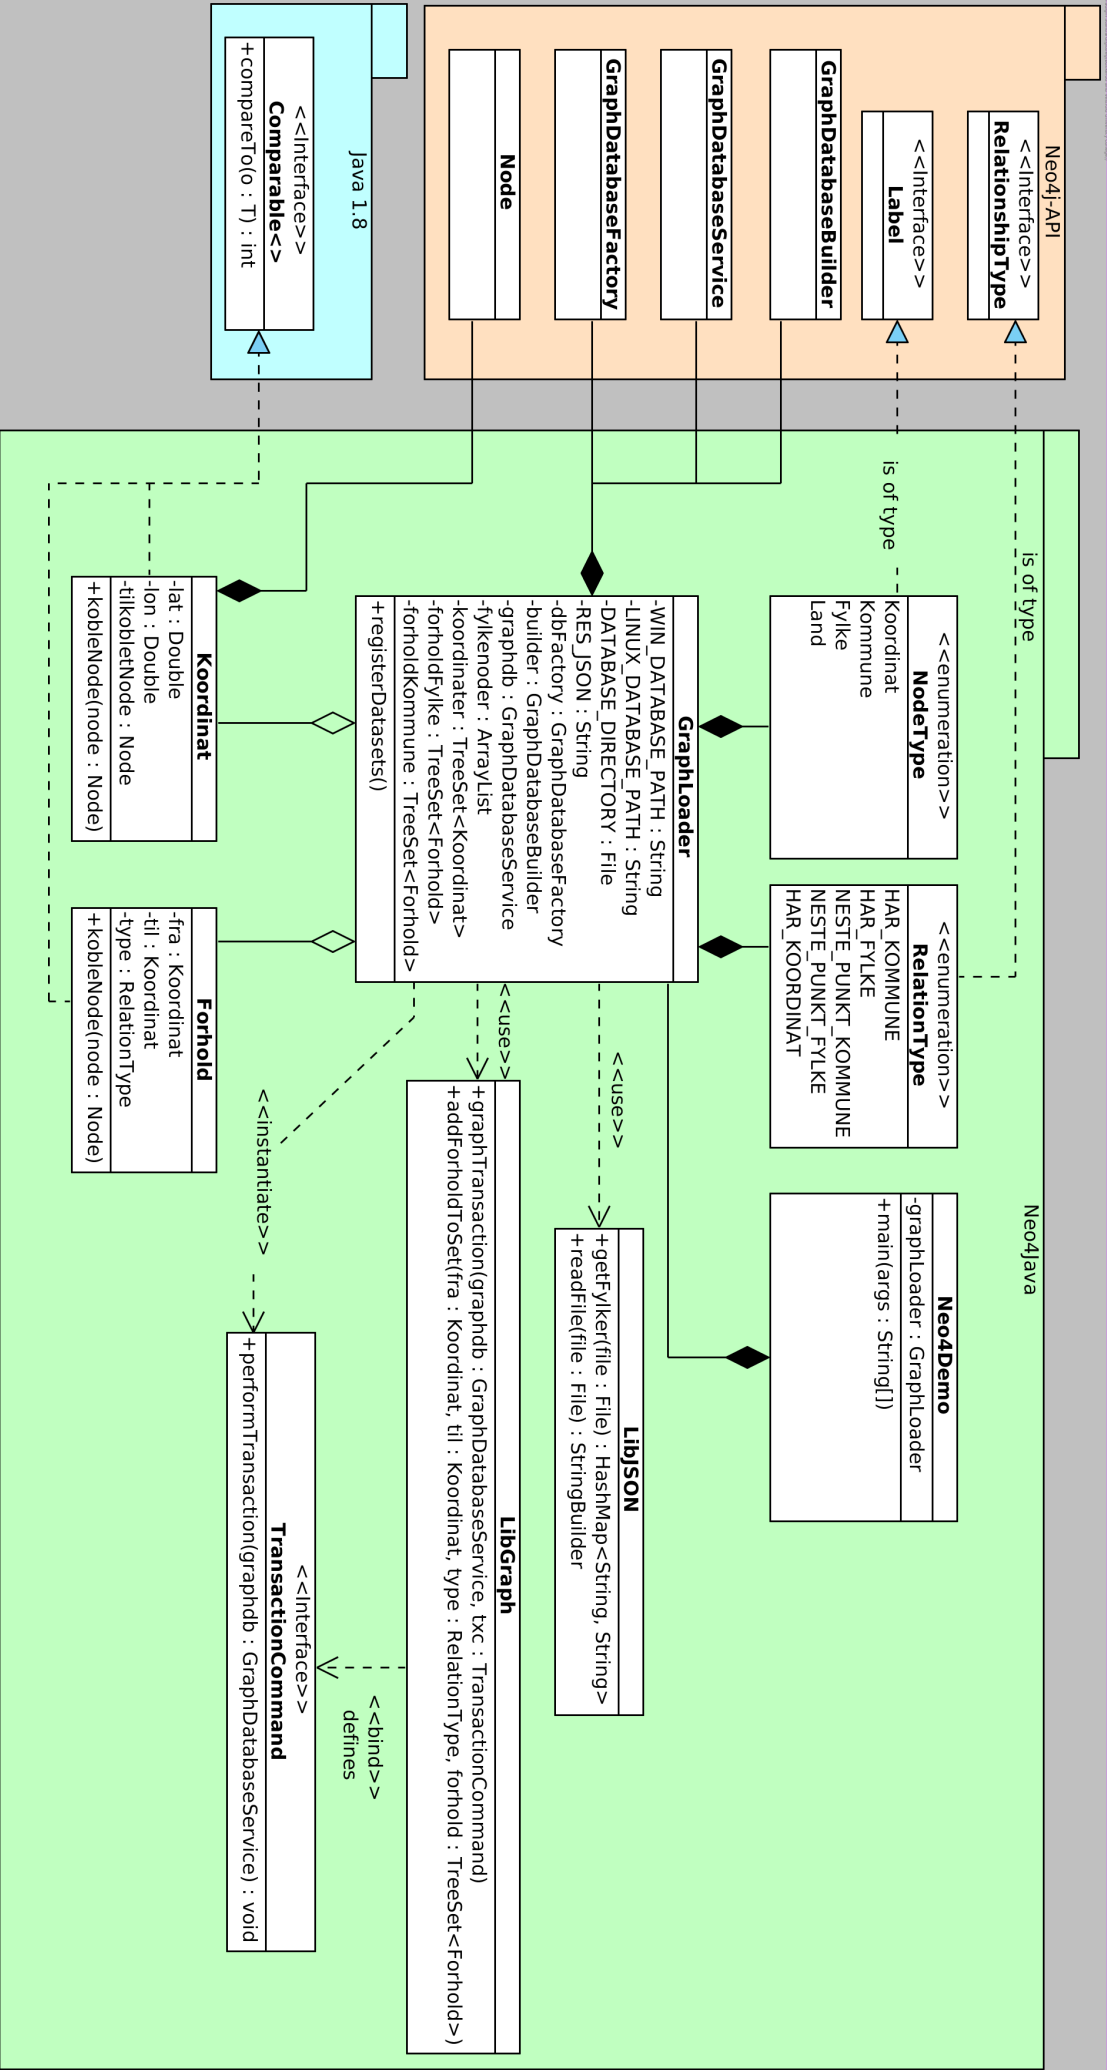 Neo4j-API
<<Interface>>
RelationshipType
<<Interface>>
Label
GraphDatabaseBuilder
GraphDatabaseService
GraphDatabaseFactory
Node
Java 1.8
<<Interface>>
Comparable<>
+compareTo(o : T) : int
Neo4Java
is of type
is of type
<<enumeration>>
NodeType
Koordinat
Kommune
Fylke
Land
<<enumeration>>
RelationType
HAR_KOMMUNE
HAR_FYLKE
NESTE_PUNKT_KOMMUNE
NESTE_PUNKT_FYLKE
HAR_KOORDINAT
Neo4Demo
-graphLoader : GraphLoader
+main(args : String[])
GraphLoader
-WIN_DATABASE_PATH : String
-LINUX_DATABASE_PATH : String
-DATABASE_DIRECTORY : File
-RES_JSON : String
-dbFactory : GraphDatabaseFactory
-builder : GraphDatabaseBuilder
-graphdb : GraphDatabaseService
-fylkenoder : ArrayList
-koordinater : TreeSet<Koordinat>
-forholdFylke : TreeSet<Forhold>
-forholdKommune : TreeSet<Forhold>
+registerDatasets()
<<use>>
LibJSON
+getFylker(file : File) : HashMap<String, String>
+readFile(file : File) : StringBuilder
<<use>>
LibGraph
+graphTransaction(graphdb : GraphDatabaseService, txc : TransactionCommand)
+addForholdToSet(fra : Koordinat, til : Koordinat, type : RelationType, forhold : TreeSet<Forhold>)
<<bind>>
defines
<<instantiate>>
<<Interface>>
TransactionCommand
+performTransaction(graphdb : GraphDatabaseService) : void
Koordinat
-lat : Double
-lon : Double
-tilkobletNode : Node
+kobleNode(node : Node)
Forhold
-fra : Koordinat
-til : Koordinat
-type : RelationType
+kobleNode(node : Node)